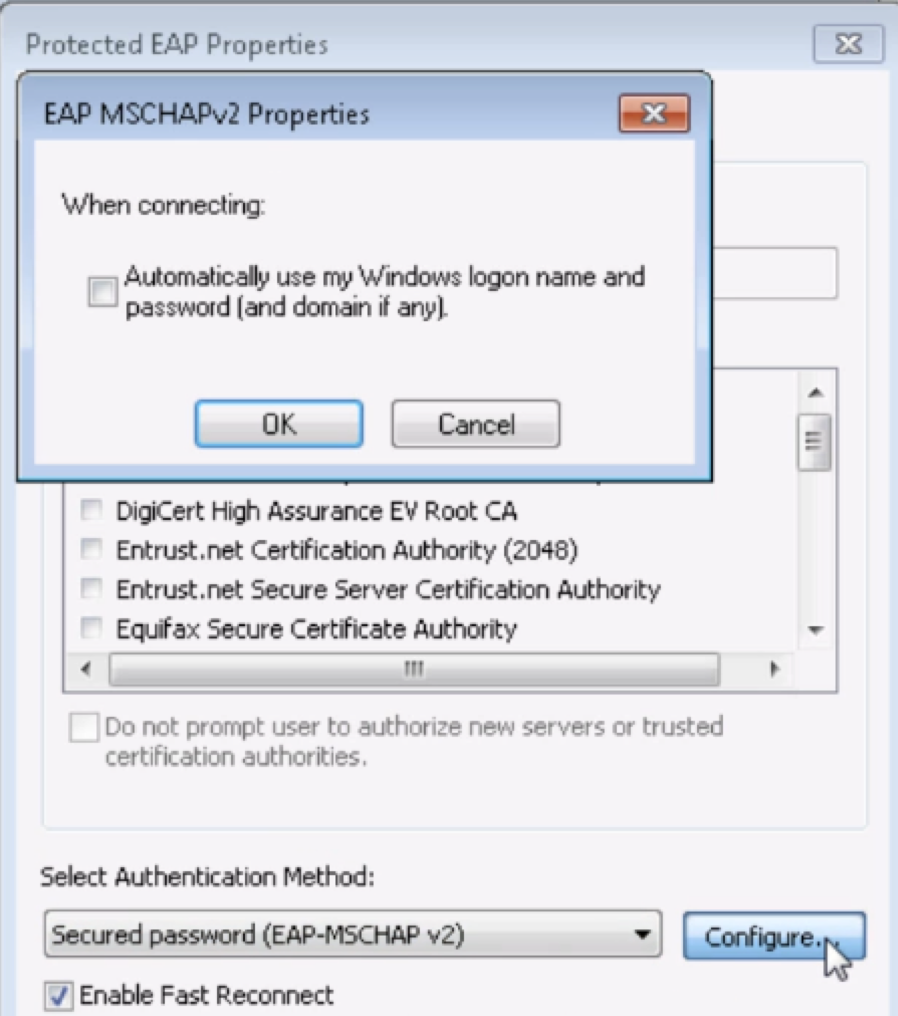 Protected EAP Properties
EAP MSCHAPv2 Properties
When connecting:
Automatically use my Windows logon name and
password (and domain if any).
OK
Cancel
DigiCert High Assurance EV Root CA
Entrust.net Certification Authority (2048)
Entrust.net Secure Server Certification Authority
Equifax Secure Certificate Authority
Do not prompt user to authorize new servers or trusted
certification authorities.
Select Authentication Method:
Secured password (EAP-MSCHAP v2)
Configure...
Enable Fast Reconnect